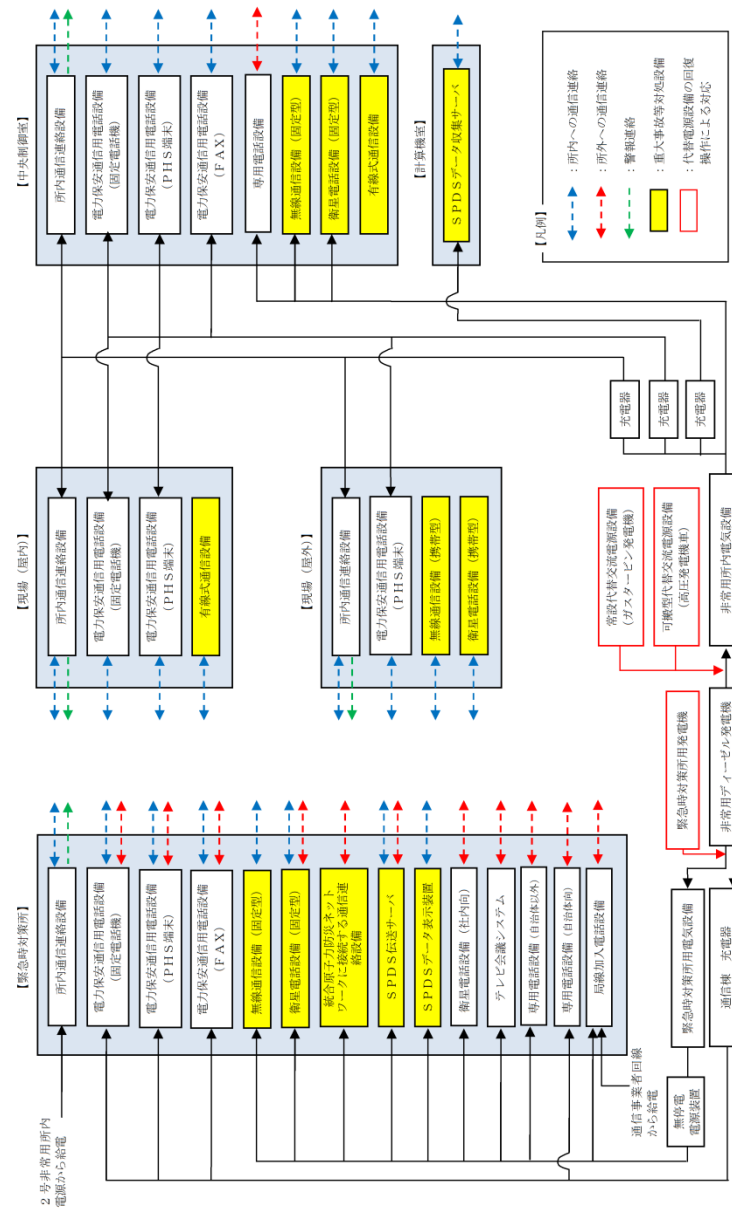 【緊急時対策所】
２号非常用所内
電源から給電
所内通信連絡設備
電力保安通信用電話設備
(固定電話機)
電力保安通信用電話設備
(ＰＨＳ端末)
電力保安通信用電話設備
(ＦＡＸ)
無線通信設備（固定型）
衛星電話設備（固定型）
統合原子力防災ネット
ワークに接続する通信連
絡設備
ＳＰＤＳ伝送サーバ
ＳＰＤＳデータ表示装置
衛星電話設備（社内向）
テレビ会議システム
専用電話設備（自治体以外）
専用電話設備（自治体向）
局線加入電話設備
通信事業者回線
から給電
無停電
電源装置
緊急時対策所用電気設備
通信棟　充電器
【現場（屋内）】
所内通信連絡設備
電力保安通信用電話設備
(固定電話機)
電力保安通信用電話設備
(ＰＨＳ端末)
有線式通信設備
【現場（屋外）】
所内通信連絡設備
電力保安通信用電話設備
(ＰＨＳ端末)
無線通信設備（携帯型）
衛星電話設備（携帯型）
緊急時対策所用発電機
非常用ディーゼル発電機
常設代替交流電源設備
(ガスタービン発電機)
可搬型代替交流電源設備
(高圧発電機車)
非常用所内電気設備
充電器
充電器
充電器
【中央制御室】
所内通信連絡設備
電力保安通信用電話設備
(固定電話機)
電力保安通信用電話設備
(ＰＨＳ端末)
電力保安通信用電話設備
(ＦＡＸ)
専用電話設備
無線通信設備（固定型）
衛星電話設備（固定型）
有線式通信設備
【計算機室】
ＳＰＤＳデータ収集サーバ
【凡例】
：所内への通信連絡
：所外への通信連絡
：警報連絡
：重大事故等対処設備
：代替電源設備の回復
操作による対応